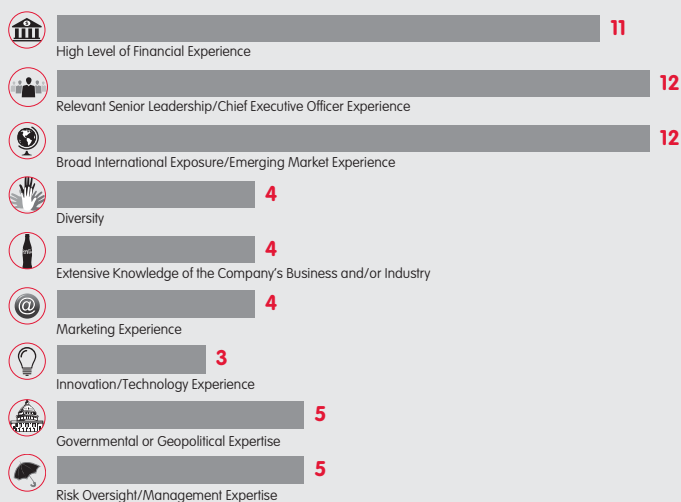 11
High Level of Financial Experience
12
Relevant Senior Leadership/Chief Executive Officer Experience
12
Broad International Exposure/Emerging Market Experience
4
Diversity
4
Extensive Knowledge of the Company's Business and/or Industry
@ 4
Marketing Experience
3
Innovation/Technology Experience
5
Governmental or Geopolitical Expertise
5
Risk Oversight/Management Expertise